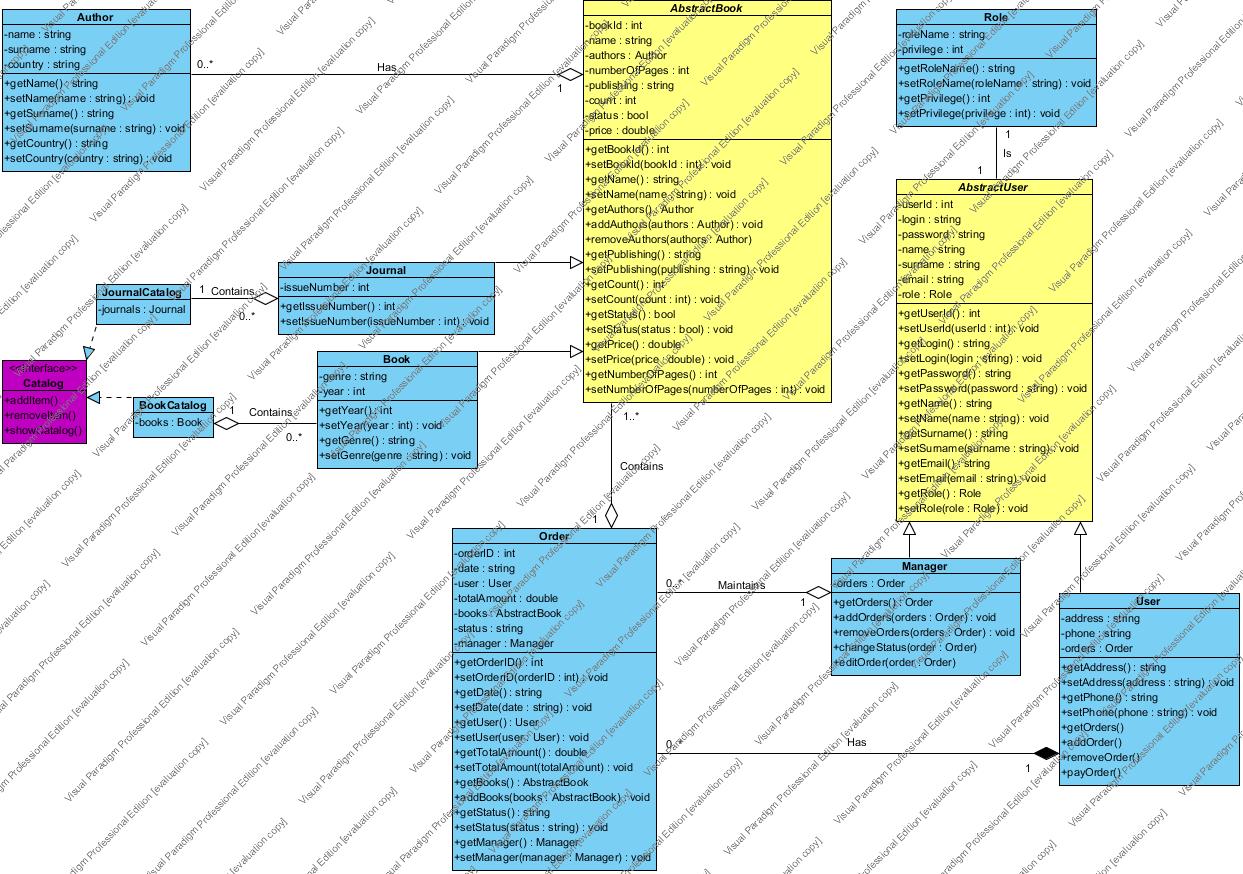 Author
-name : string
-surname : string
-country : string
+getName() : string
+setName(name : string) : void
+getSurname() : string
+setSurname(surname : string) : void
+getCountry() : string
+setCountry(country : string) : void
0..*
Has
1
AbstractBook
-bookId : int
-name : string
-authors : Author
-numberOfPages : int
-publishing : string
-count : int
-status : bool
-price : double
+getBookId() : int
+setBookId(bookId : int) : void
+getName() : string
+setName(name : string) : void
+getAuthors() : Author
+addAuthors(authors : Author) : void
+removeAuthors(authors : Author)
+getPublishing() : string
+setPublishing(publishing : string) : void
+getCount() : int
+setCount(count : int) : void
+getStatus() : bool
+setStatus(status : bool) : void
+getPrice() : double
+setPrice(price : double) : void
+getNumberOfPages() : int
+setNumberOfPages(numberOfPages : int) : void
Role
-roleName : string
-privilege : int
+getRoleName() : string
+setRoleName(roleName : string) : void
+getPrivilege() : int
+setPrivilege(privilege : int) : void
1
Is
1
AbstractUser
-userId : int
-login : string
-password : string
-name : string
-surname : string
-email : string
-role : Role
+getUserId() : int
+setUserId(userId : int) : void
+getLogin() : string
+setLogin(login : string) : void
+getPassword() : string
+setPassword(password : string) : void
+getName() : string
+setName(name : string) : void
+getSurname() : string
+setSurname(surname : string) : void
+getEmail() : string
+setEmail(email : string) : void
+getRole() : Role
+setRole(role : Role) : void
Journal
-issueNumber : int
+getIssueNumber() : int
+setIssueNumber(issueNumber : int) : void
JournalCatalog
-journals : Journal
1
Contains
0..*
<<Interface>>
Catalog
+addItem()
+removeItem()
+showCatalog()
BookCatalog
-books : Book
1
Contains
0..*
Book
-genre : string
-year : int
+getYear() : int
+setYear(year : int) : void
+getGenre() : string
+setGenre(genre : string) : void
1..*
Contains
1
Order
-orderID : int
-date : string
-user : User
-totalAmount : double
-books : AbstractBook
-status : string
-manager : Manager
+getOrderID() : int
+setOrderID(orderID : int) : void
+getDate() : string
+setDate(date : string) : void
+getUser() : User
+setUser(user : User) : void
+getTotalAmount() : double
+setTotalAmount(totalAmount) : void
+getBooks() : AbstractBook
+addBooks(books : AbstractBook) : void
+getStatus() : string
+setStatus(status : string) : void
+getManager() : Manager
+setManager(manager : Manager) : void
0..*
Maintains
1
Manager
-orders : Order
+getOrders() : Order
+addOrders(orders : Order) : void
+removeOrders(orders : Order) : void
+changeStatus(order : Order)
+editOrder(order : Order)
0..*
Has
1
User
-address : string
-phone : string
-orders : Order
+getAddress() : string
+setAddress(address : string) : void
+getPhone() : string
+setPhone(phone : string) : void
+getOrders()
+addOrder()
+removeOrder()
+payOrder()
Visual Paradigm Professional Edition [evaluation copy]